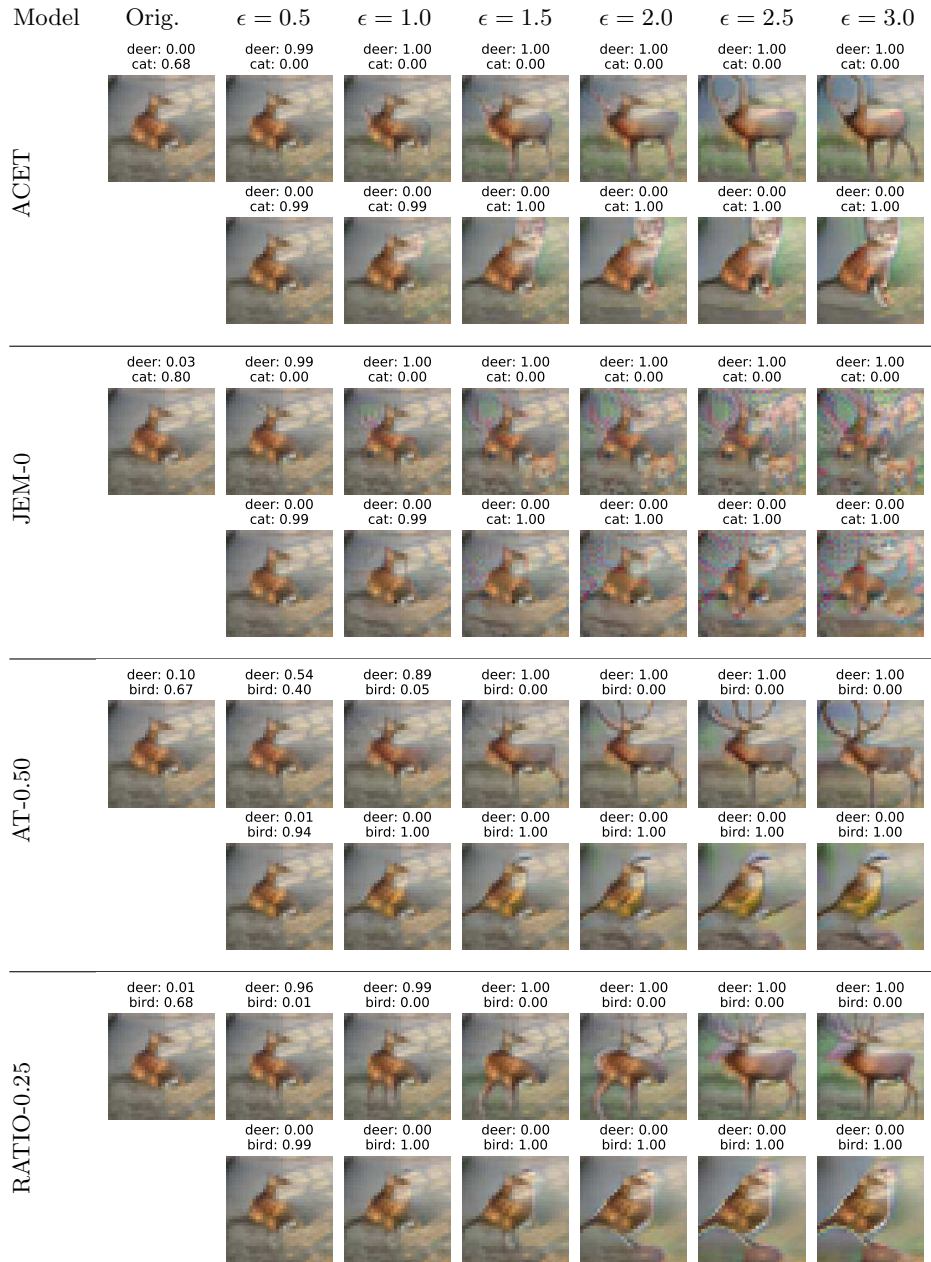 Model Orig. ϵ = 0.5 ϵ = 1.0 ϵ = 1.5 ϵ = 2.0 ϵ = 2.5 ϵ = 3.0
ACET
deer: 0.00 deer: 0.99 deer: 1.00 deer: 1.00 deer: 1.00 deer: 1.00 deer: 1.00
cat: 0.68 cat: 0.00 cat: 0.00 cat: 0.00 cat: 0.00 cat: 0.00 cat: 0.00
deer: 0.00 deer: 0.00 deer: 0.00 deer: 0.00 deer: 0.00 deer: 0.00
cat: 0.99 cat: 0.99 cat: 1.00 cat: 1.00 cat: 1.00 cat: 1.00
JEM-0
deer: 0.03 deer: 0.99 deer: 1.00 deer: 1.00 deer: 1.00 deer: 1.00 deer: 1.00
cat: 0.80 cat: 0.00 cat: 0.00 cat: 0.00 cat: 0.00 cat: 0.00 cat: 0.00
deer: 0.00 deer: 0.00 deer: 0.00 deer: 0.00 deer: 0.00 deer: 0.00
cat: 0.99 cat: 0.99 cat: 1.00 cat: 1.00 cat: 1.00 cat: 1.00
AT-0.50
deer: 0.10 deer: 0.54 deer: 0.89 deer: 1.00 deer: 1.00 deer: 1.00 deer: 1.00
bird: 0.67 bird: 0.40 bird: 0.05 bird: 0.00 bird: 0.00 bird: 0.00 bird: 0.00
deer: 0.01 deer: 0.00 deer: 0.00 deer: 0.00 deer: 0.00 deer: 0.00
bird: 0.94 bird: 1.00 bird: 1.00 bird: 1.00 bird: 1.00 bird: 1.00
RATIO-0.25
deer: 0.01 deer: 0.96 deer: 0.99 deer: 1.00 deer: 1.00 deer: 1.00 deer: 1.00
bird: 0.68 bird: 0.01 bird: 0.00 bird: 0.00 bird: 0.00 bird: 0.00 bird: 0.00
deer: 0.00 deer: 0.00 deer: 0.00 deer: 0.00 deer: 0.00 deer: 0.00
bird: 0.99 bird: 1.00 bird: 1.00 bird: 1.00 bird: 1.00 bird: 1.00